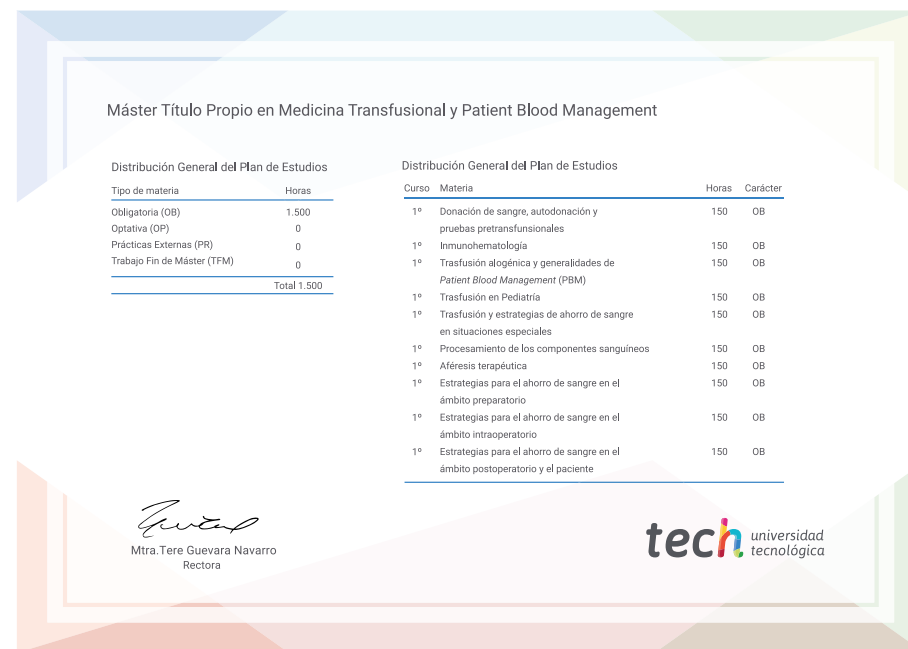 Máster Título Propio en Medicina Transfusional y Patient Blood Management
Distribución General del Plan de Estudios
Tipo de materia Horas
Obligatoria (OB) 1.500
Optativa (OP) 0
Prácticas Externas (PR) 0
Trabajo Fin de Máster (TFM) 0
Total 1.500
Distribución General del Plan de Estudios
Curso Materia Horas Carácter
1º Donación de sangre, autodonación y 150 OB
pruebas pretransfunsionales
1º Inmunohematología 150 OB
1º Trasfusión alogénica y generalidades de 150 OB
Patient Blood Management (PBM)
1º Trasfusión en Pediatría 150 OB
1º Trasfusión y estrategias de ahorro de sangre 150 OB
en situaciones especiales
1º Procesamiento de los componentes sanguíneos 150 OB
1º Aféresis terapéutica 150 OB
1º Estrategias para el ahorro de sangre en el 150 OB
ámbito preparatorio
1º Estrategias para el ahorro de sangre en el 150 OB
ámbito intraoperatorio
1º Estrategias para el ahorro de sangre en el 150 OB
ámbito postoperatorio y el paciente
Mtra.Tere Guevara Navarro
Rectora
tech universidad
tecnológica